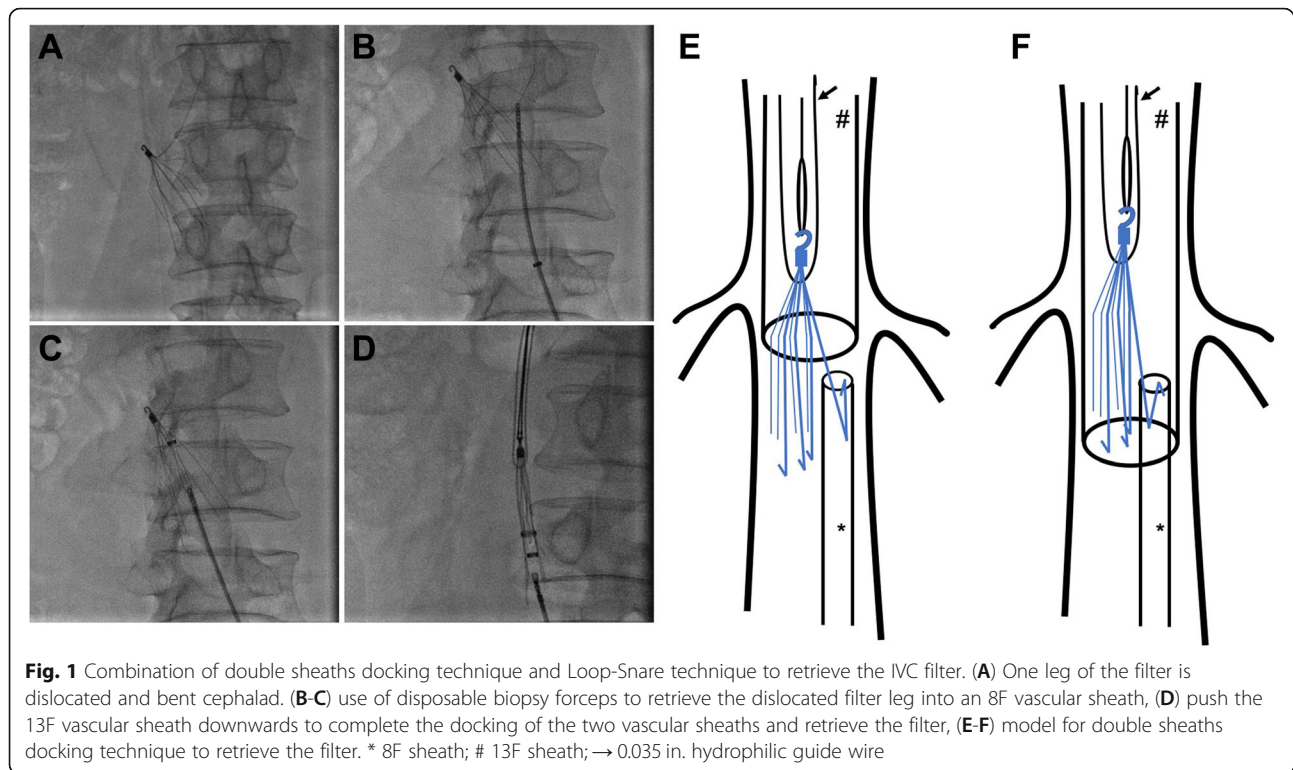 A
B
E
F
#
#
C
D
*
*
Fig. 1 Combination of double sheaths docking technique and Loop-Snare technique to retrieve the IVC filter. (A) One leg of the filter is
dislocated and bent cephalad. (B-C) use of disposable biopsy forceps to retrieve the dislocated filter leg into an 8F vascular sheath, (D) push the
13F vascular sheath downwards to complete the docking of the two vascular sheaths and retrieve the filter, (E-F) model for double sheaths
docking technique to retrieve the filter. * 8F sheath; # 13F sheath; → 0.035 in. hydrophilic guide wire